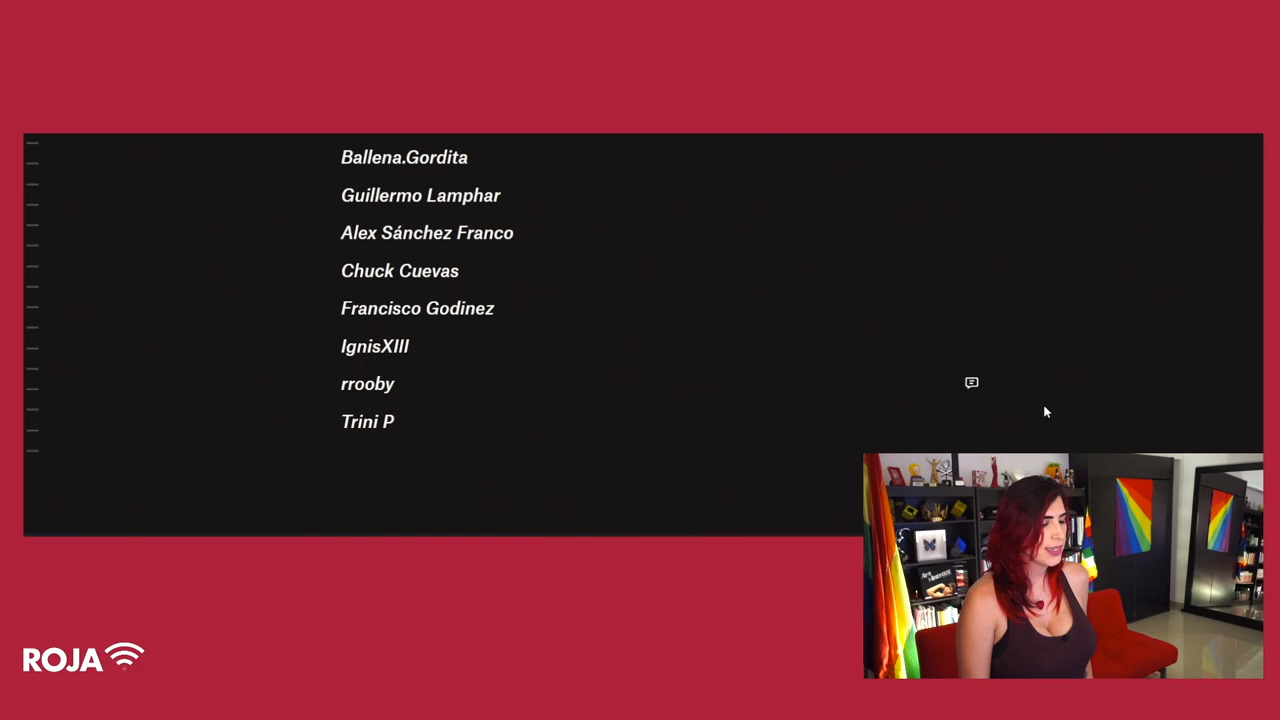 Ballena.Gordita
Guillermo Lamphar
Alex Sánchez Franco
Chuck Cuevas
Francisco Godinez
IgnisXIII
rrooby
Trini P
ROJA